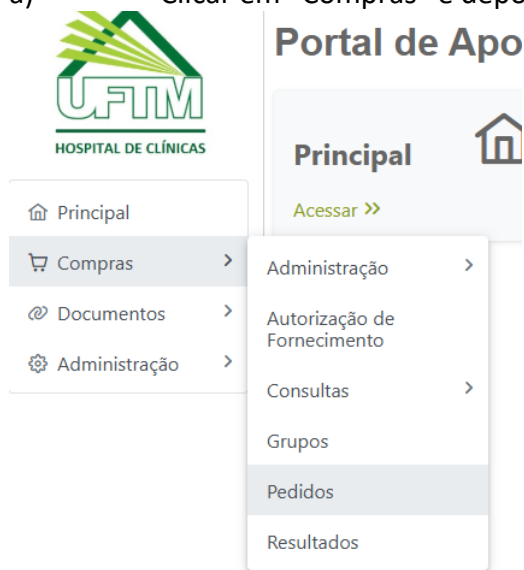 a) Clicar em "Compras" e depo
Portal de Apo
UFTM
HOSPITAL DE CLÍNICAS
Principal
Acessar >>
Principal
Compras
Documentos
Administração
Administração
Autorização de
Fornecimento
Consultas
Grupos
Pedidos
Resultados